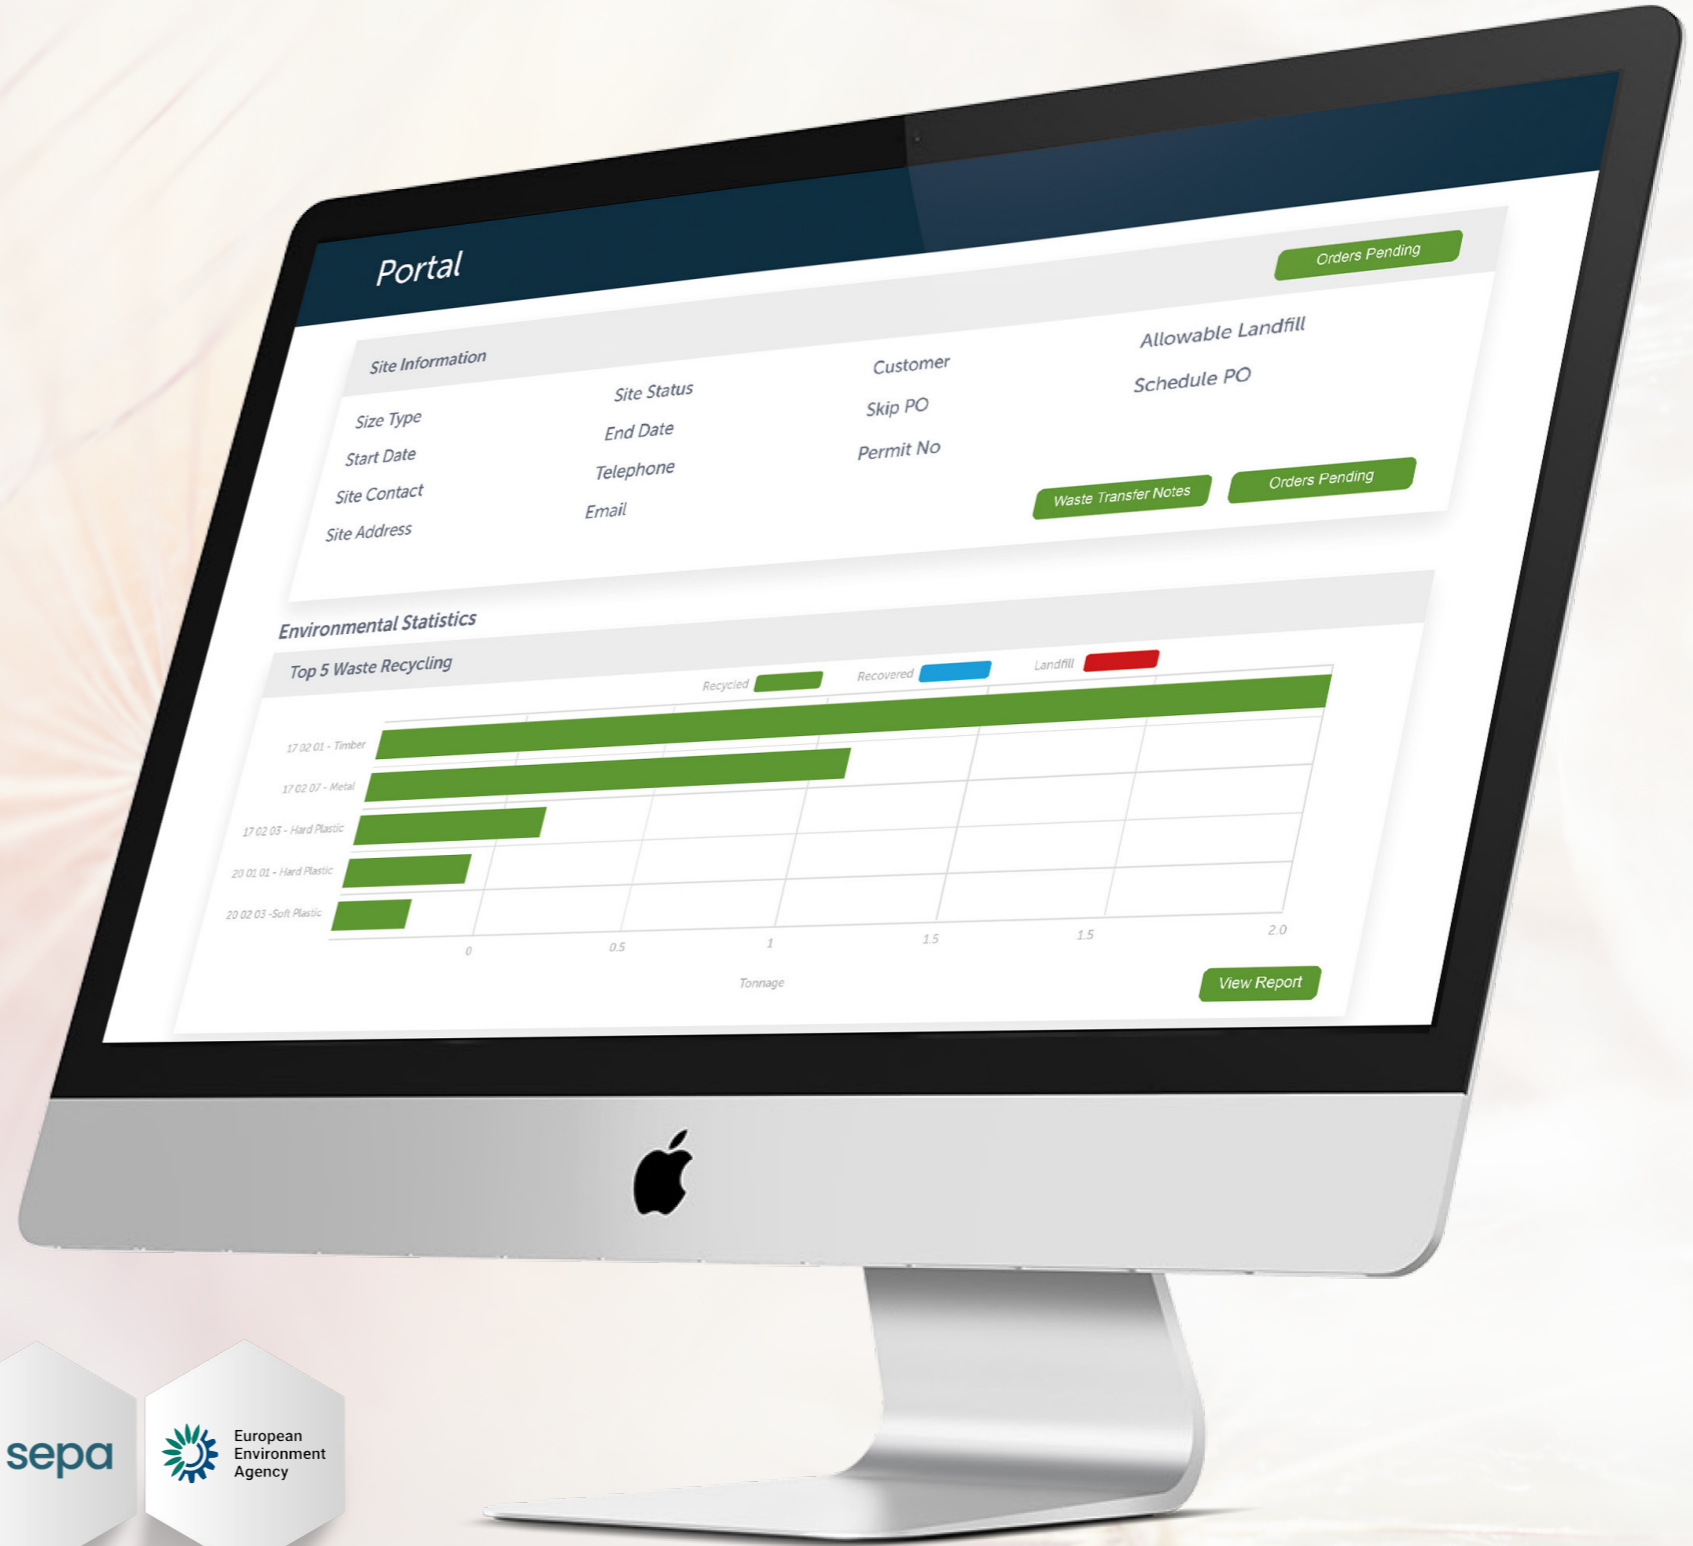 Portal
Orders Pending
Site Information
Size Type
Site Status
Customer
Allowable Landfill
Start Date
End Date
Skip PO
Schedule PO
Site Contact
Telephone
Permit No
Site Address
Email
Waste Transfer Notes
Orders Pending
Environmental Statistics
Top 5 Waste Recycling
Recycled
Recovered
Landfill
17 02 01 - Timber
17 02 07 - Metal
17 02 03 - Hard Plastic
20 01 01 - Hard Plastic
20 02 03 -Soft Plastic
0
0.5
1
1.5
1.5
2.0
Tonnage
View Report
sepa
European
Environment
Agency